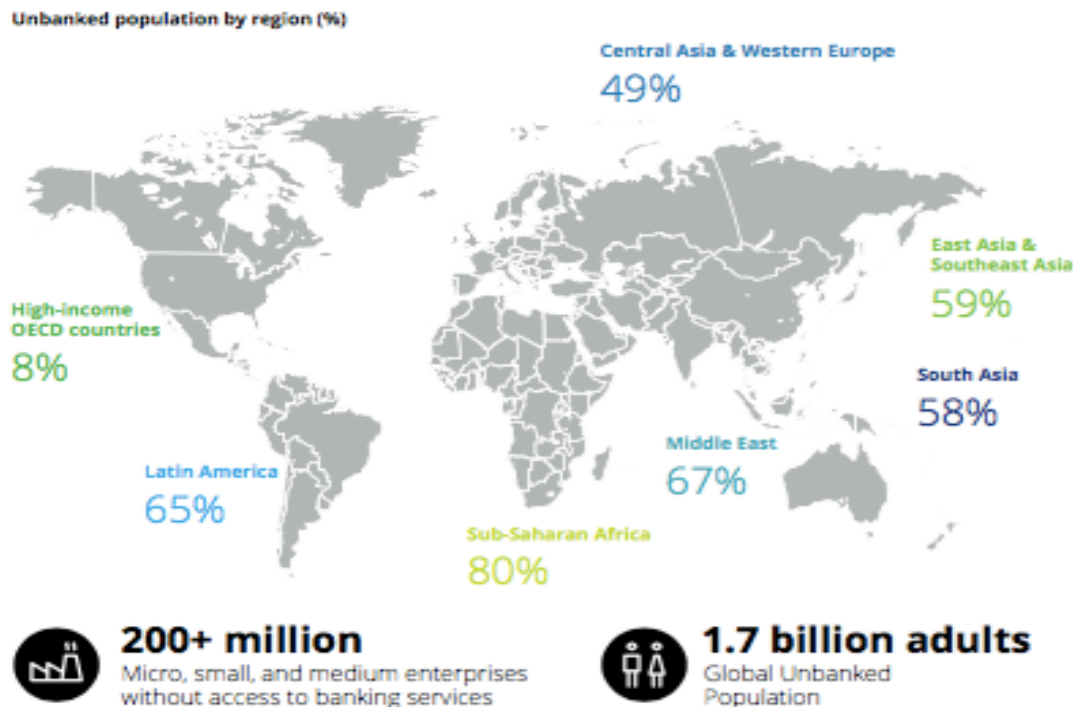 Unbanked population by region (%)
Central Asia & Western Europe
49%
East Asia &
Southeast Asia
59%
High-income
OECD countries
8%
South Asia
58%
Middle East
67%
Latin America
65%
Sub-Saharan Africa
80%
200+ million
Micro, small, and medium enterprises
without access to banking services
1.7 billion adults
Global Unbanked
Population